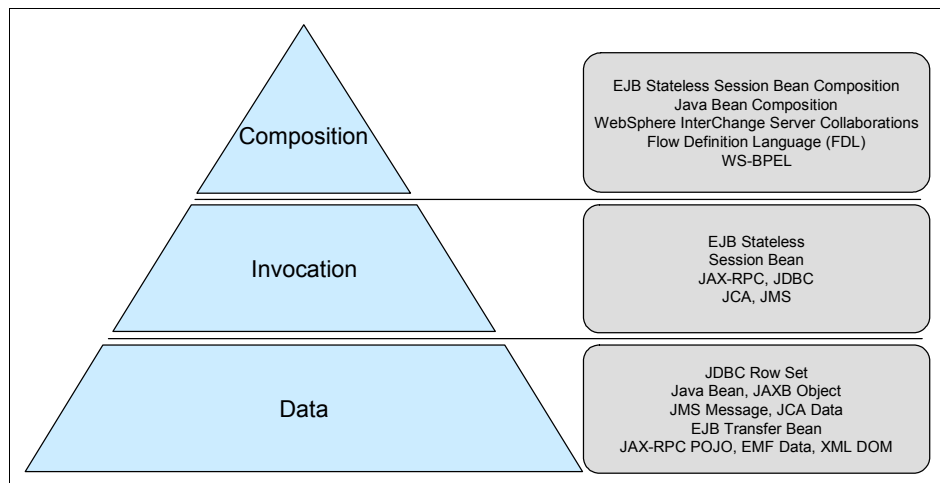 Composition
EJB Stateless Session Bean Composition
Java Bean Composition
WebSphere InterChange Server Collaborations
Flow Definition Language (FDL)
WS-BPEL
Invocation
EJB Stateless
Session Bean
JAX-RPC, JDBC
JCA, JMS
Data
JDBC Row Set
Java Bean, JAXB Object
JMS Message, JCA Data
EJB Transfer Bean
JAX-RPC POJO, EMF Data, XML DOM